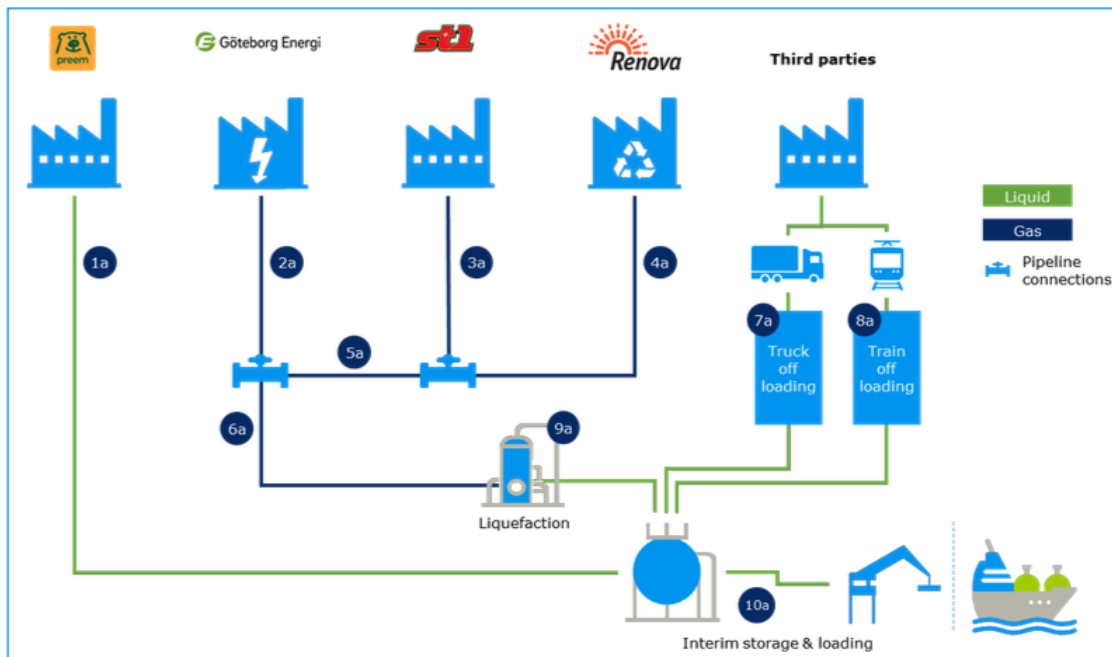 preem
Göteborg Energi
st1
Renova
Third parties
Liquid
Gas
Pipeline
connections
1a
2a
3a
4a
5a
6a
7a
Truck
off
loading
8a
Train
off
loading
9a
Liquefaction
10a
Interim storage & loading